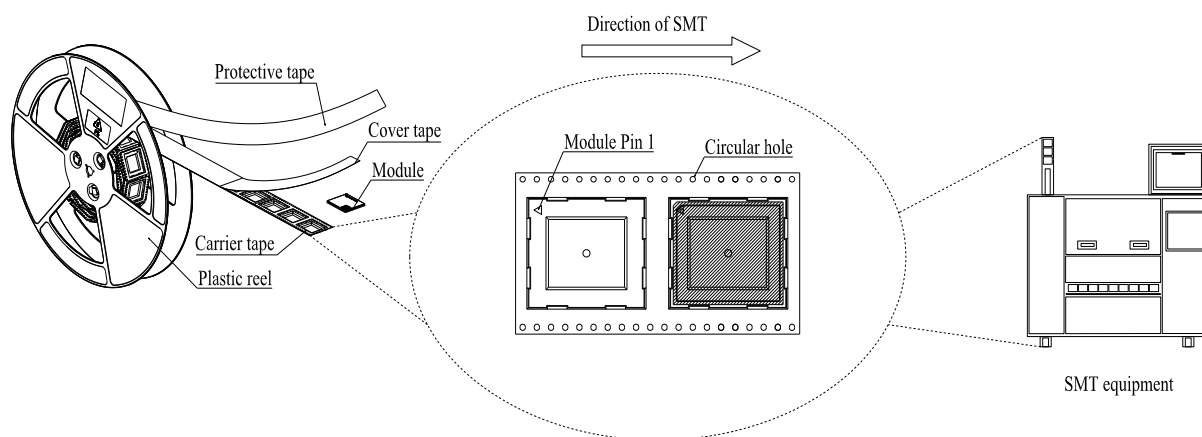 Direction of SMT
Protective tape
Cover tape
Module
Module Pin 1
Circular hole
Carrier tape
Plastic reel
SMT equipment